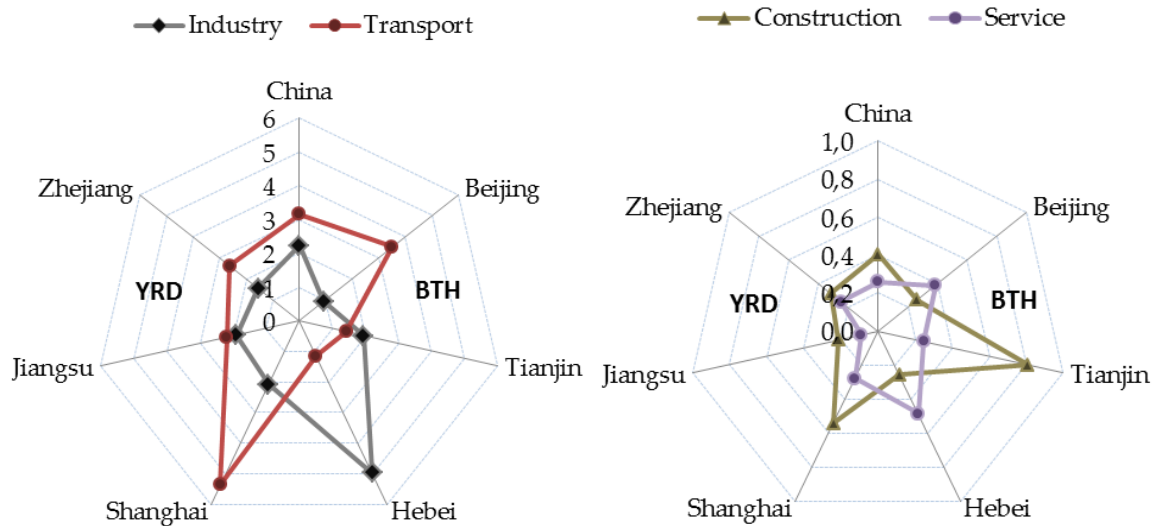 Industry Transport
China
6
5
4
3
2
1
0
Zhejiang
Beijing
YRD
BTH
Jiangsu
Tianjin
Shanghai
Hebei
Construction Service
China
1,0
0,8
0,6
0,4
0,2
0,0
Zhejiang
Beijing
YRD
BTH
Jiangsu
Tianjin
Shanghai
Hebei